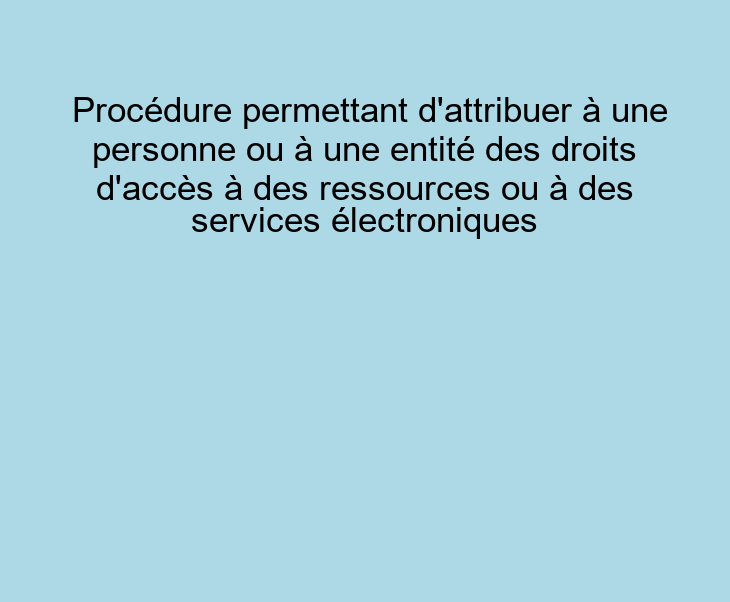 Procédure permettant d'attribuer à une
personne ou à une entité des droits
d'accès à des ressources ou à des
services électroniques